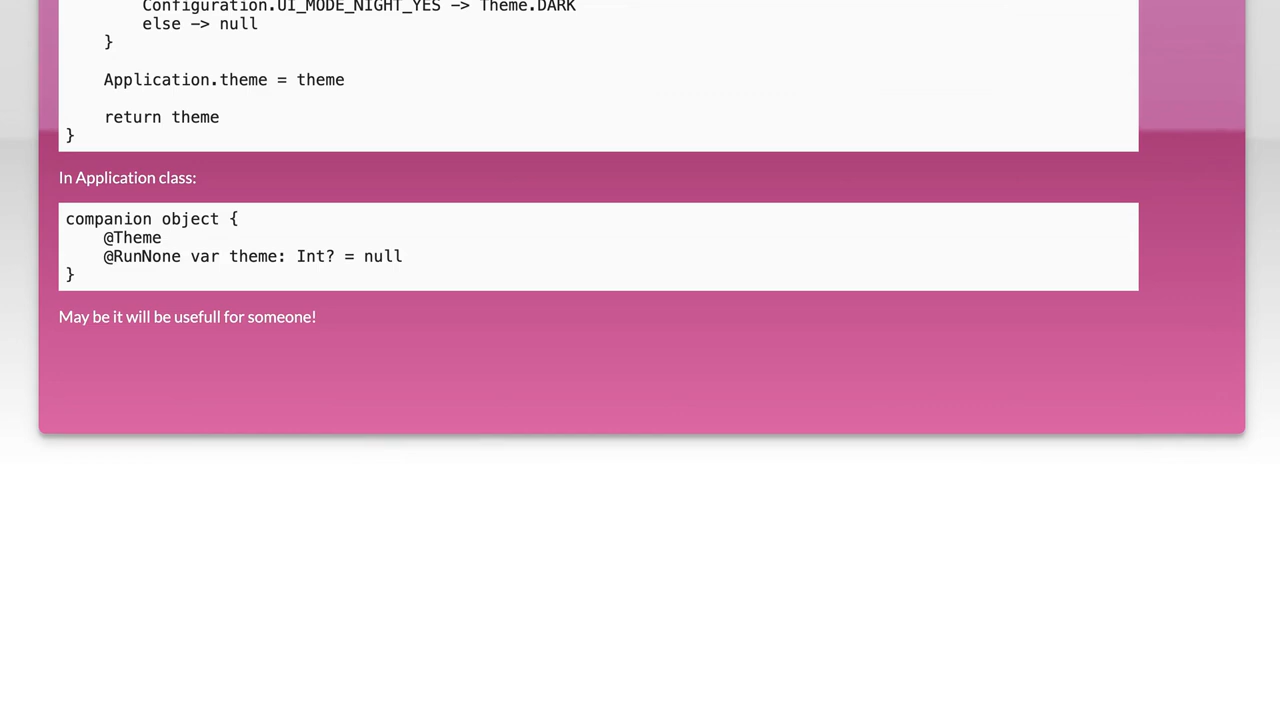 Configuration.UI_MODE_NIGHT_YES -> Theme.DARK
else -> null
}
Application.theme = theme
return theme
}
In Application class:
companion object {
@Theme
@RunNone var theme: Int? = null
}
May be it will be usefull for someone!